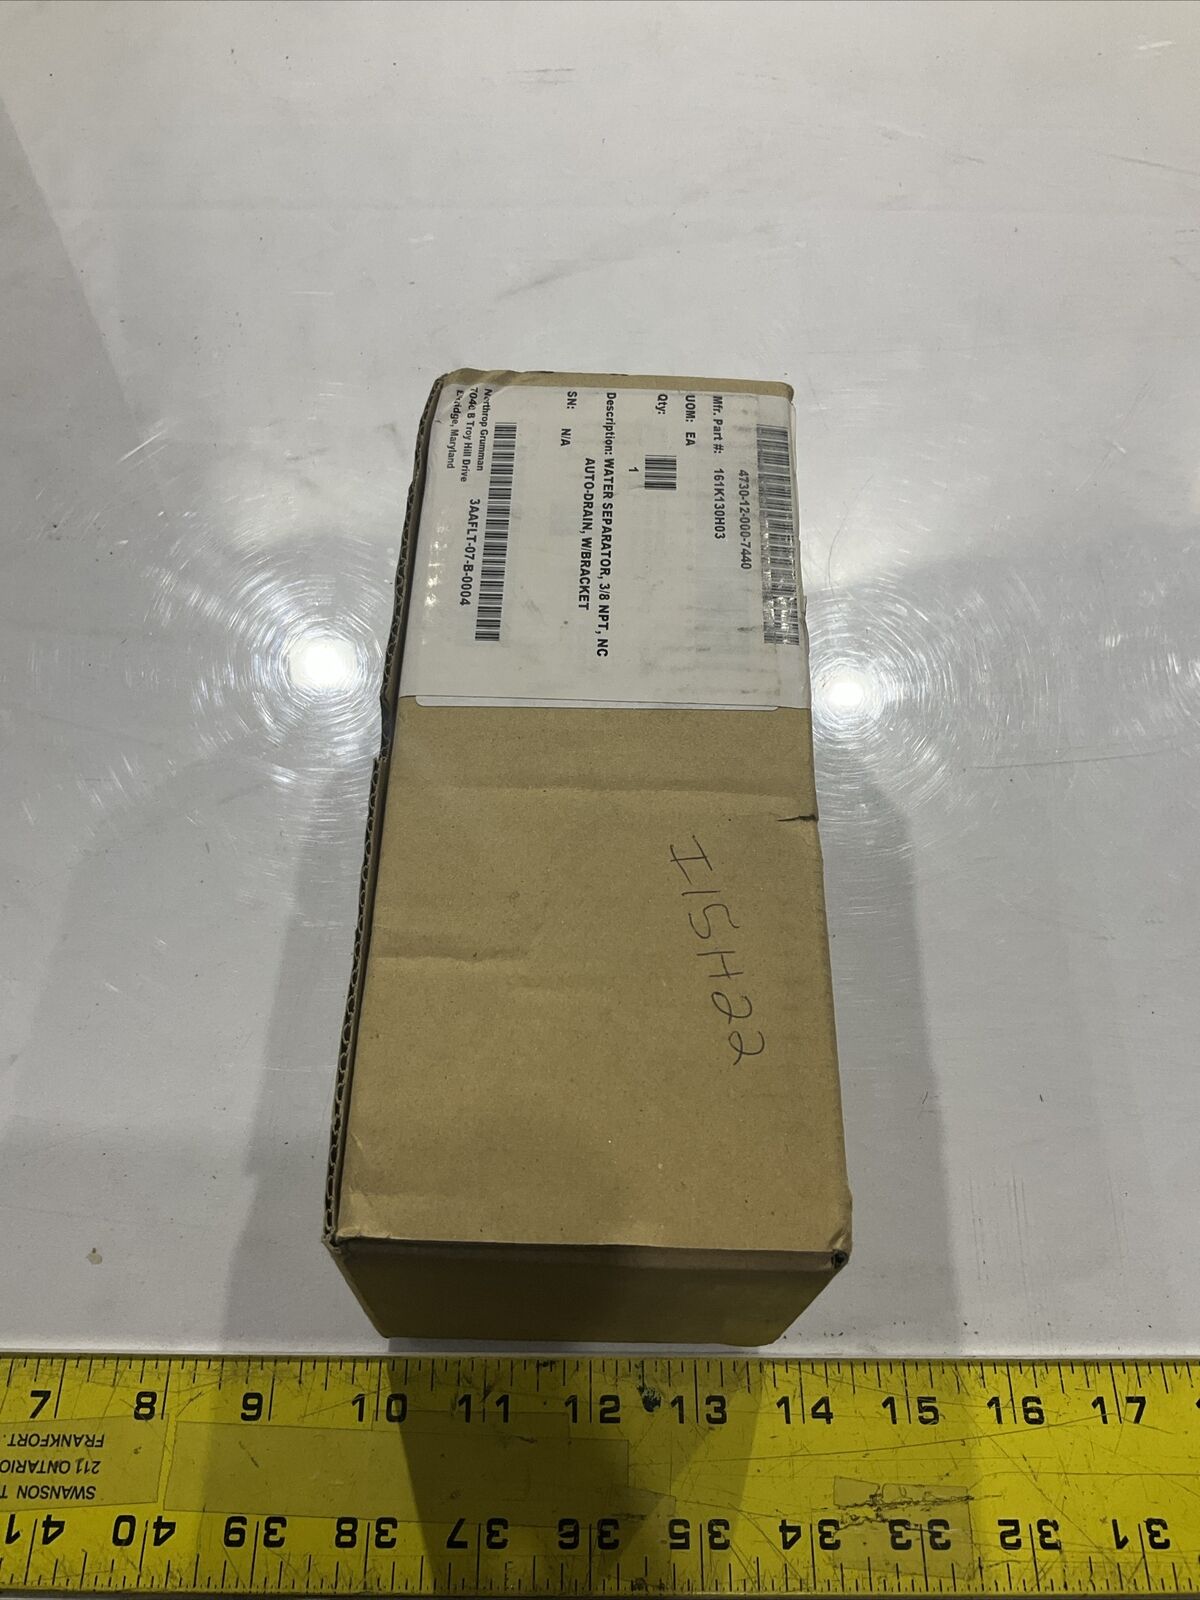 4730-12-000-7440
Mfr. Part #: 161K130H03
UOM: EA
Qty:
1
Description: WATER SEPARATOR, 3/8 NPT, NC
AUTO-DRAIN, W/BRACKET
SN: N/A
3AAFLT-07-B-0004
Northrop Grumman
B Troy Hill Drive
Maryland
I15H22
7 8 9 10 11 12 13 14 15 16 17
FRANKFORT
211 ONTARIO
SWANSON T
41 40 39 38 37 36 35 34 33 32 31